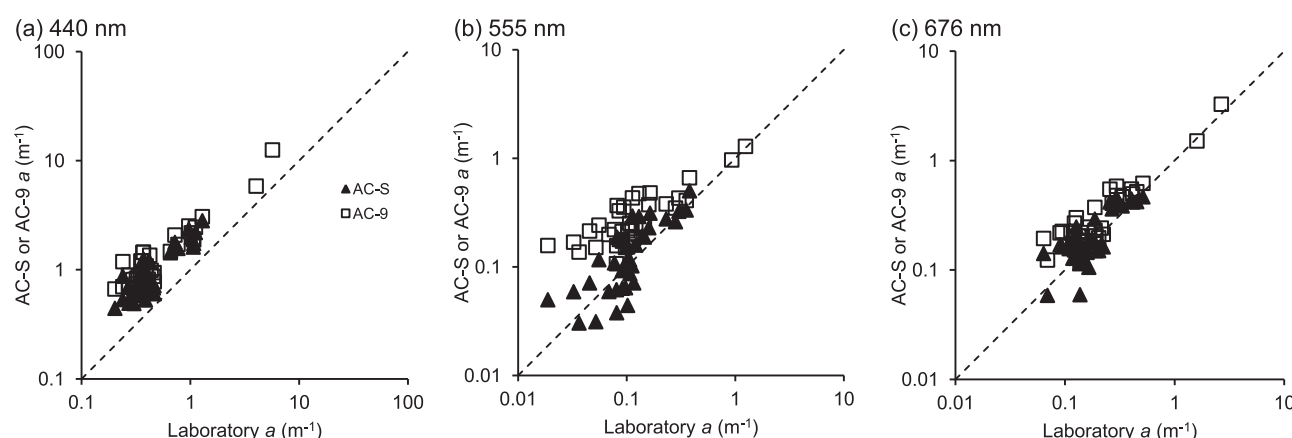 (a) 440 nm
100
10
1
0.1
0.1
1
10
100
AC-S or AC-9 a (m-1)
Laboratory a (m-1)
AC-S
AC-9
(b) 555 nm
10
1
0.1
0.01
0.01
0.1
1
10
AC-S or AC-9 a (m-1)
Laboratory a (m-1)
(c) 676 nm
10
1
0.1
0.01
0.01
0.1
1
10
AC-S or AC-9 a (m-1)
Laboratory a (m-1)